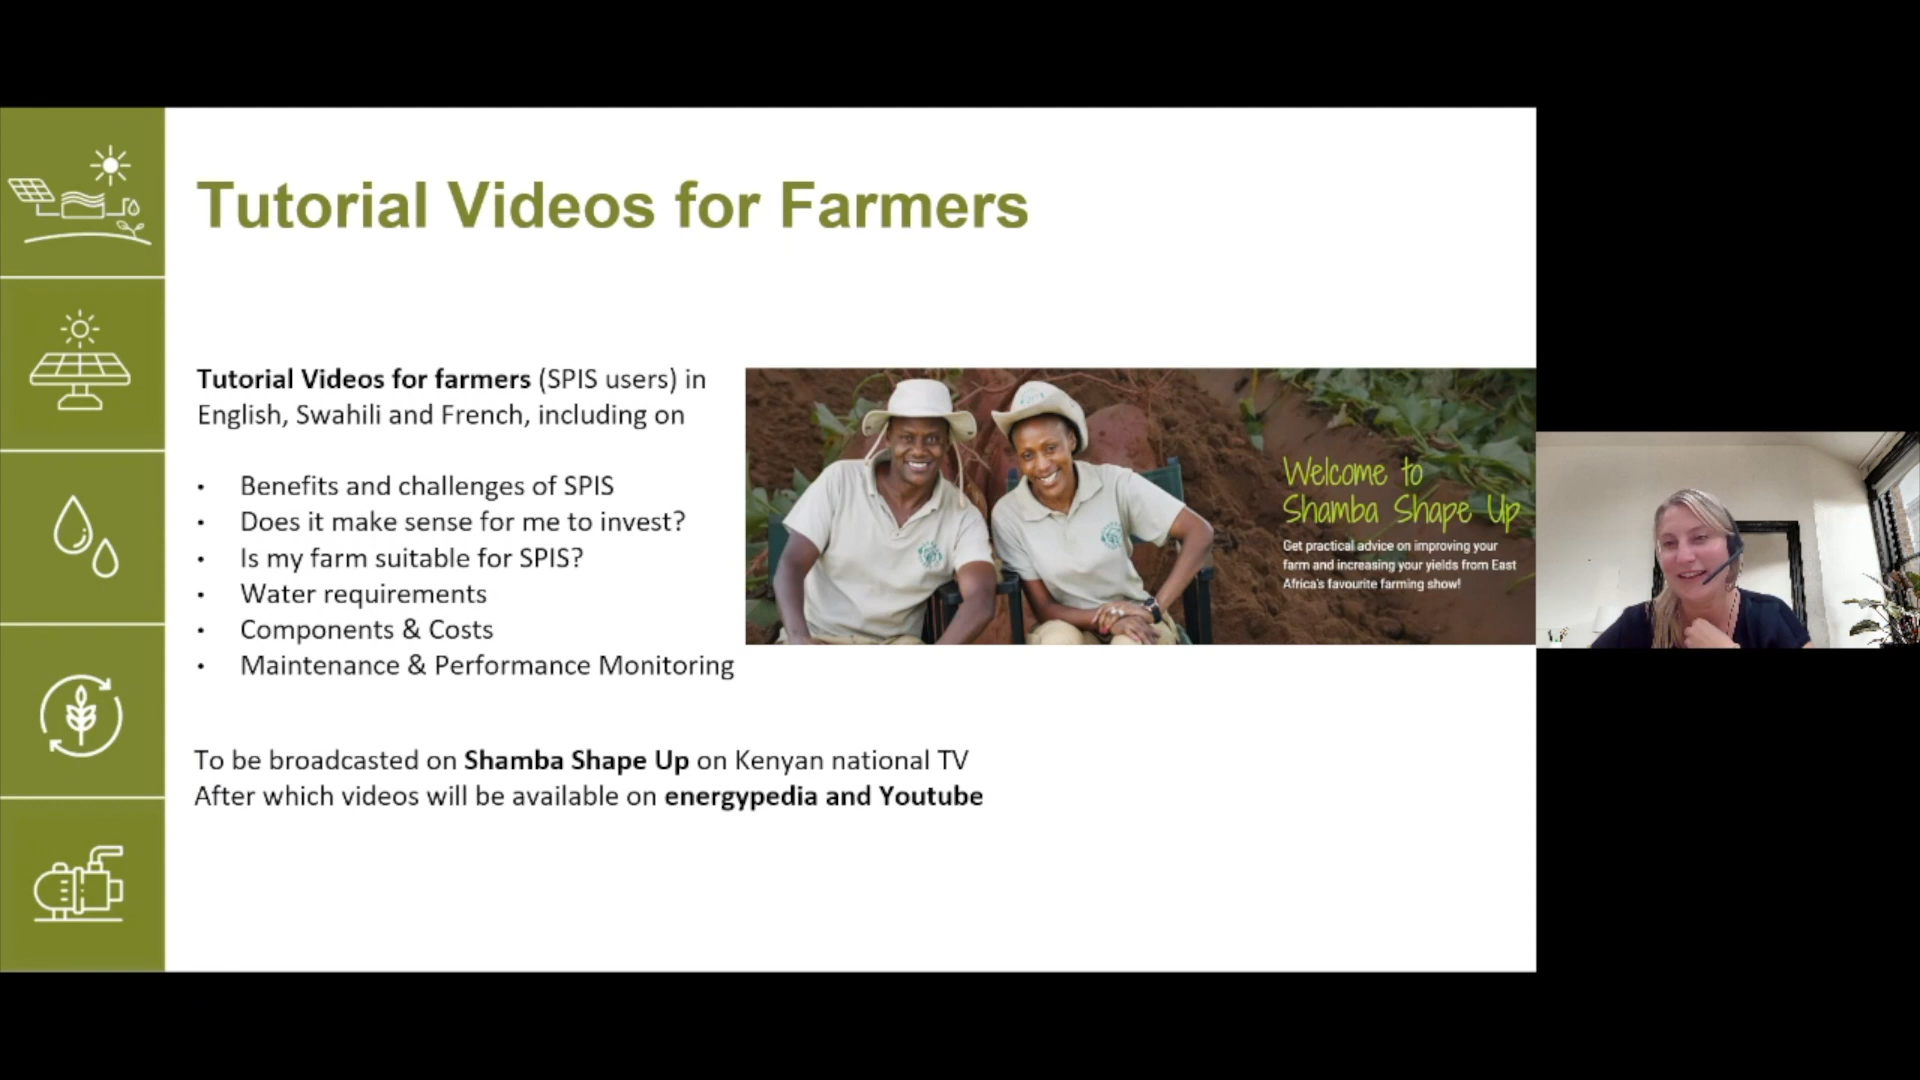 Tutorial Videos for Farmers
Tutorial Videos for farmers (SPIS users) in
English, Swahili and French, including on
• Benefits and challenges of SPIS
• Does it make sense for me to invest?
• Is my farm suitable for SPIS?
• Water requirements
• Components & Costs
• Maintenance & Performance Monitoring
Welcome to
Shamba Shape Up
Get practical advice on improving your
farm and increasing your yields from East
Africa's favourite farming show!
To be broadcasted on Shamba Shape Up on Kenyan national TV
After which videos will be available on energypedia and Youtube